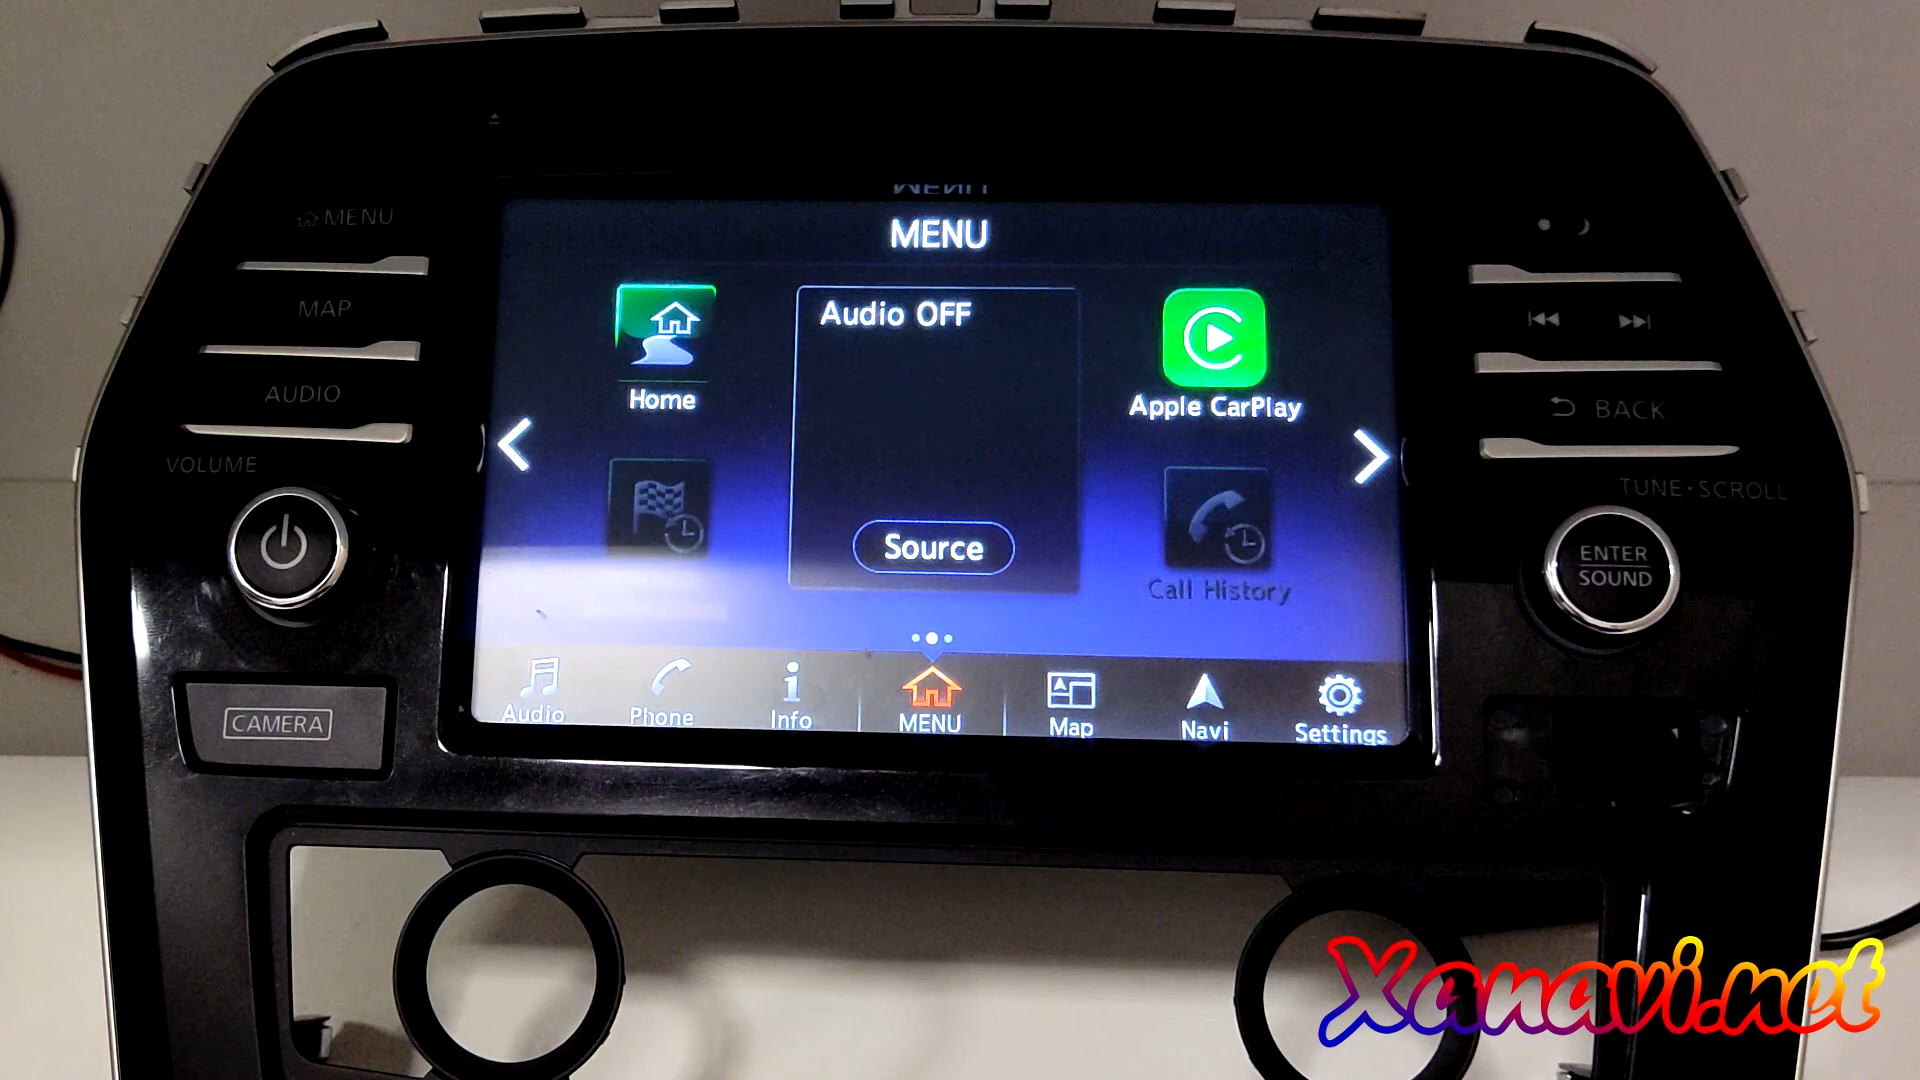 MENU
MAP
AUDIO
VOLUME
CAMERA
MENU
Home
Audio OFF
Source
Apple CarPlay
Call History
Audio
Phone
Info
MENU
Map
Navi
Settings
BACK
TUNE•SCROLL
ENTER
SOUND
Xanavi.net